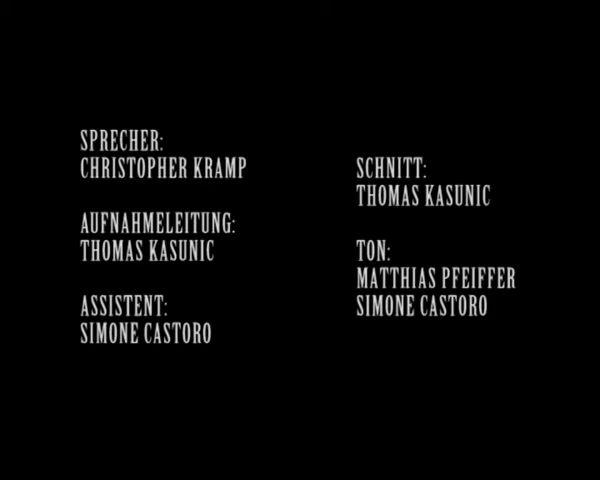 SPRECHER:
CHRISTOPHER KRAMP
AUFNAHMELEITUNG:
THOMAS KASUNIC
ASSISTENT:
SIMONE CASTORO
SCHNITT:
THOMAS KASUNIC
TON:
MATTHIAS PFEIFFER
SIMONE CASTORO